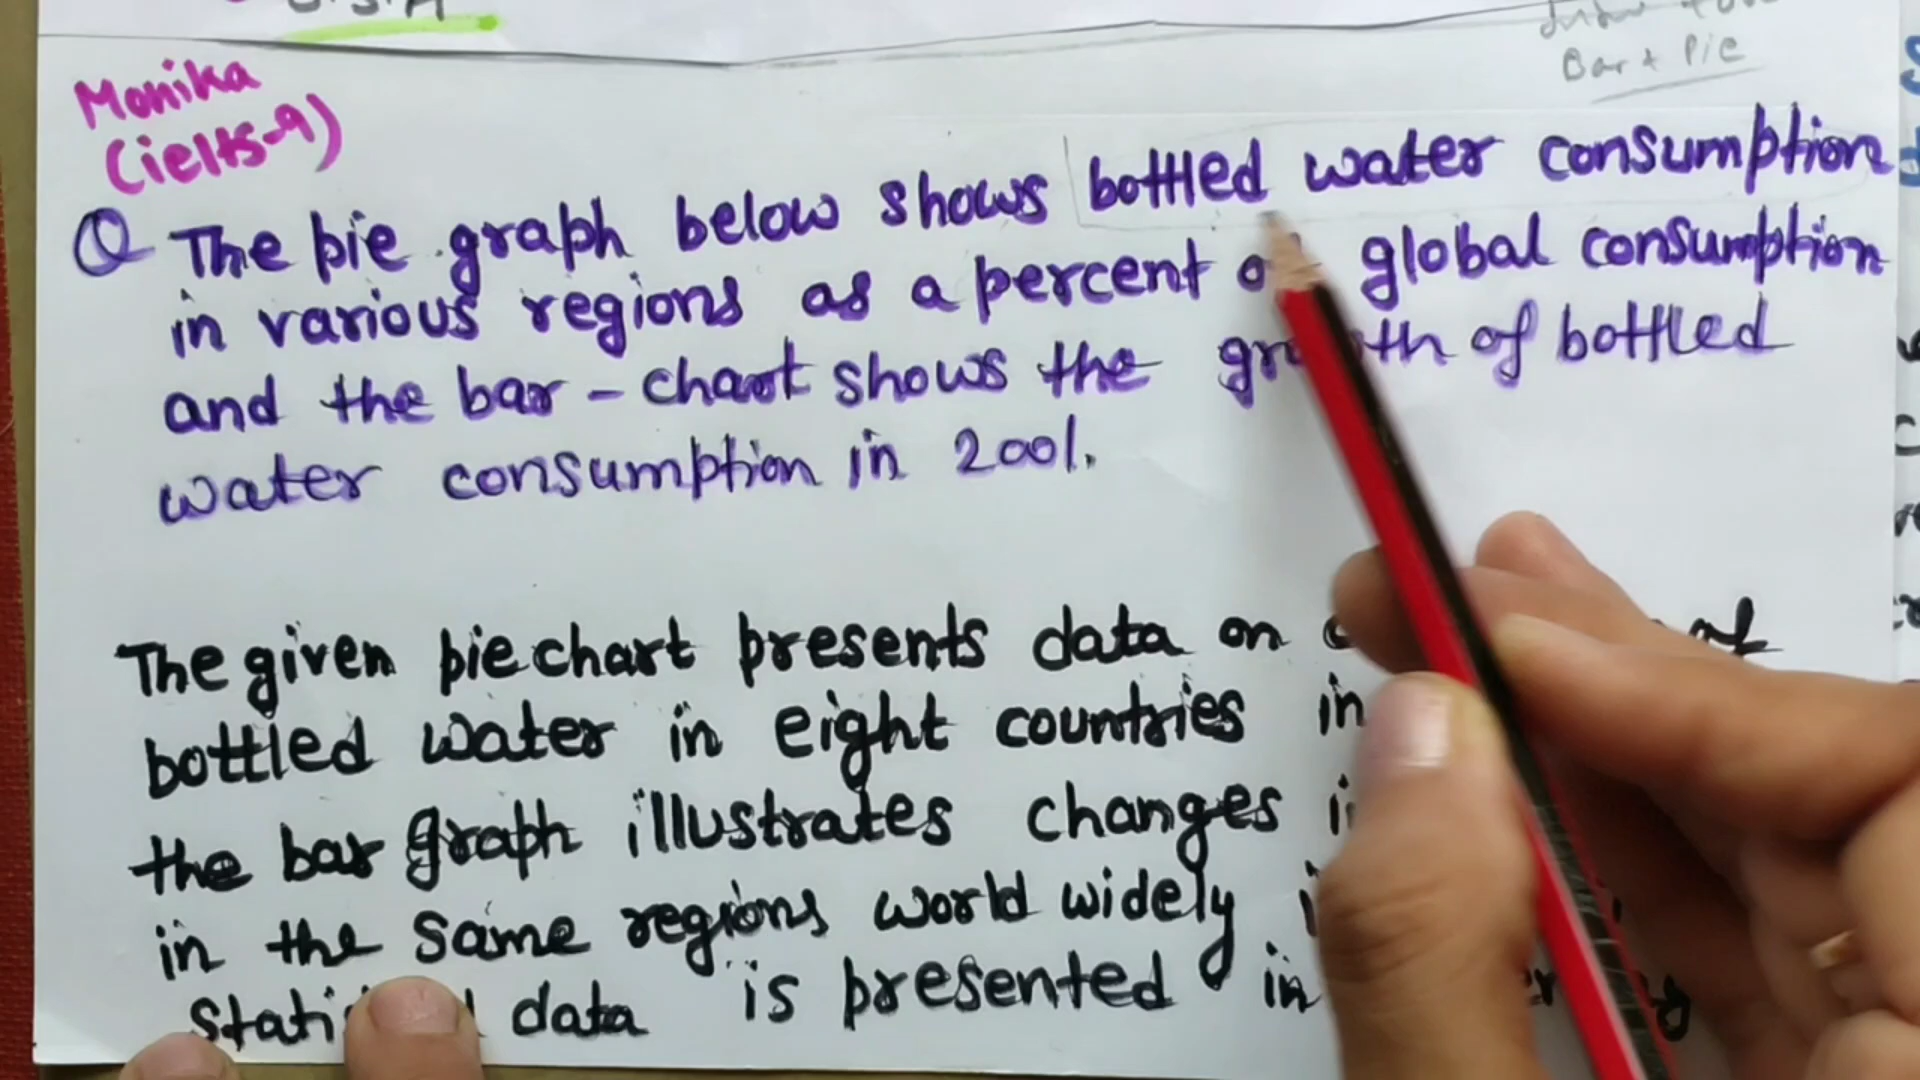 U.S.A
Bar + Pie
Monika
(ielts-9)
Q The pie graph below shows bottled water consumption
in various regions as a percent global consumption
and the bar-chart shows the of bottled
water consumption in 2001.
The given pie chart presents data on
bottled water in eight countries in
the bar graph illustrates changes
in the same regions world widely
data is presented in